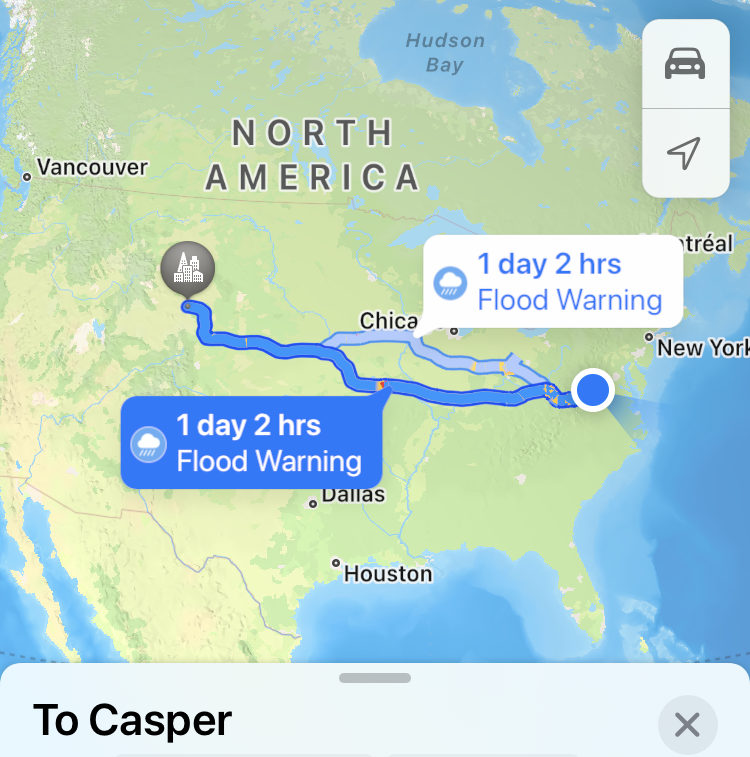 Hudson
Bay
NORTH
AMERICA
Vancouver
1 day 2 hrs
Flood Warning
tréal
Chica
New York
1 day 2 hrs
Flood Warning
Dallas
Houston
To Casper